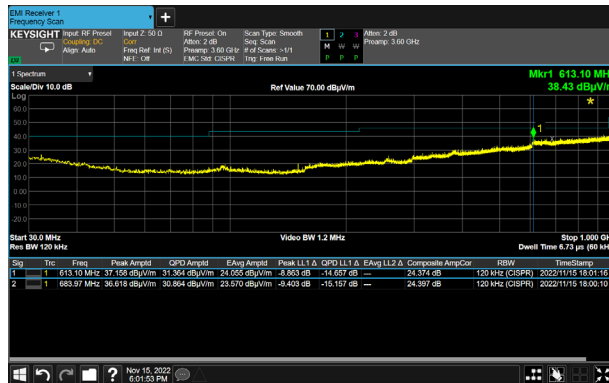 EMI Receiver 1
Frequency Scan
+
KEYSIGHT Input: RF Presel Input Z: 50 Ω RF Presel: On Scan Type: Smooth 1 2 3 Atten: 2 dB
Coupling: DC Corr Atten: 2 dB Seq: Scan M W W Preamp: 3.60 GHz
Align: Auto Freq Ref: Int (S) Preamp: 3.60 GHz # of Scans: >1/1 P P P
NFE: Off EMC Std: CISPR Trig: Free Run
1 Spectrum Mkr1 613.10 MH
Scale/Div 10.0 dB Ref Value 70.00 dBµV/m 38.43 dBµV/
Log
60.0
50.0
40.0
30.0
20.0
10.0
0.00
-10.0
-20.0
1
Start 30.0 MHz Video BW 1.2 MHz Stop 1.000 GH
Res BW 120 kHz Dwell Time 6.73 µs (60 kH
Sig Trc Freq Peak Amptd QPD Amptd EAvg Amptd Peak LL1 Δ QPD LL1 Δ EAvg LL2 Δ Composite AmpCor RBW TimeStamp
1 1 613.10 MHz 37.158 dBµV/m 31.364 dBµV/m 24.055 dBµV/m -8.863 dB -14.657 dB --- 24.374 dB 120 kHz (CISPR) 2022/11/15 18:01:16
2 1 683.97 MHz 36.618 dBµV/m 30.864 dBµV/m 23.570 dBµV/m -9.403 dB -15.157 dB --- 24.397 dB 120 kHz (CISPR) 2022/11/15 18:00:10
? Nov 15, 2022
6:01:53 PM